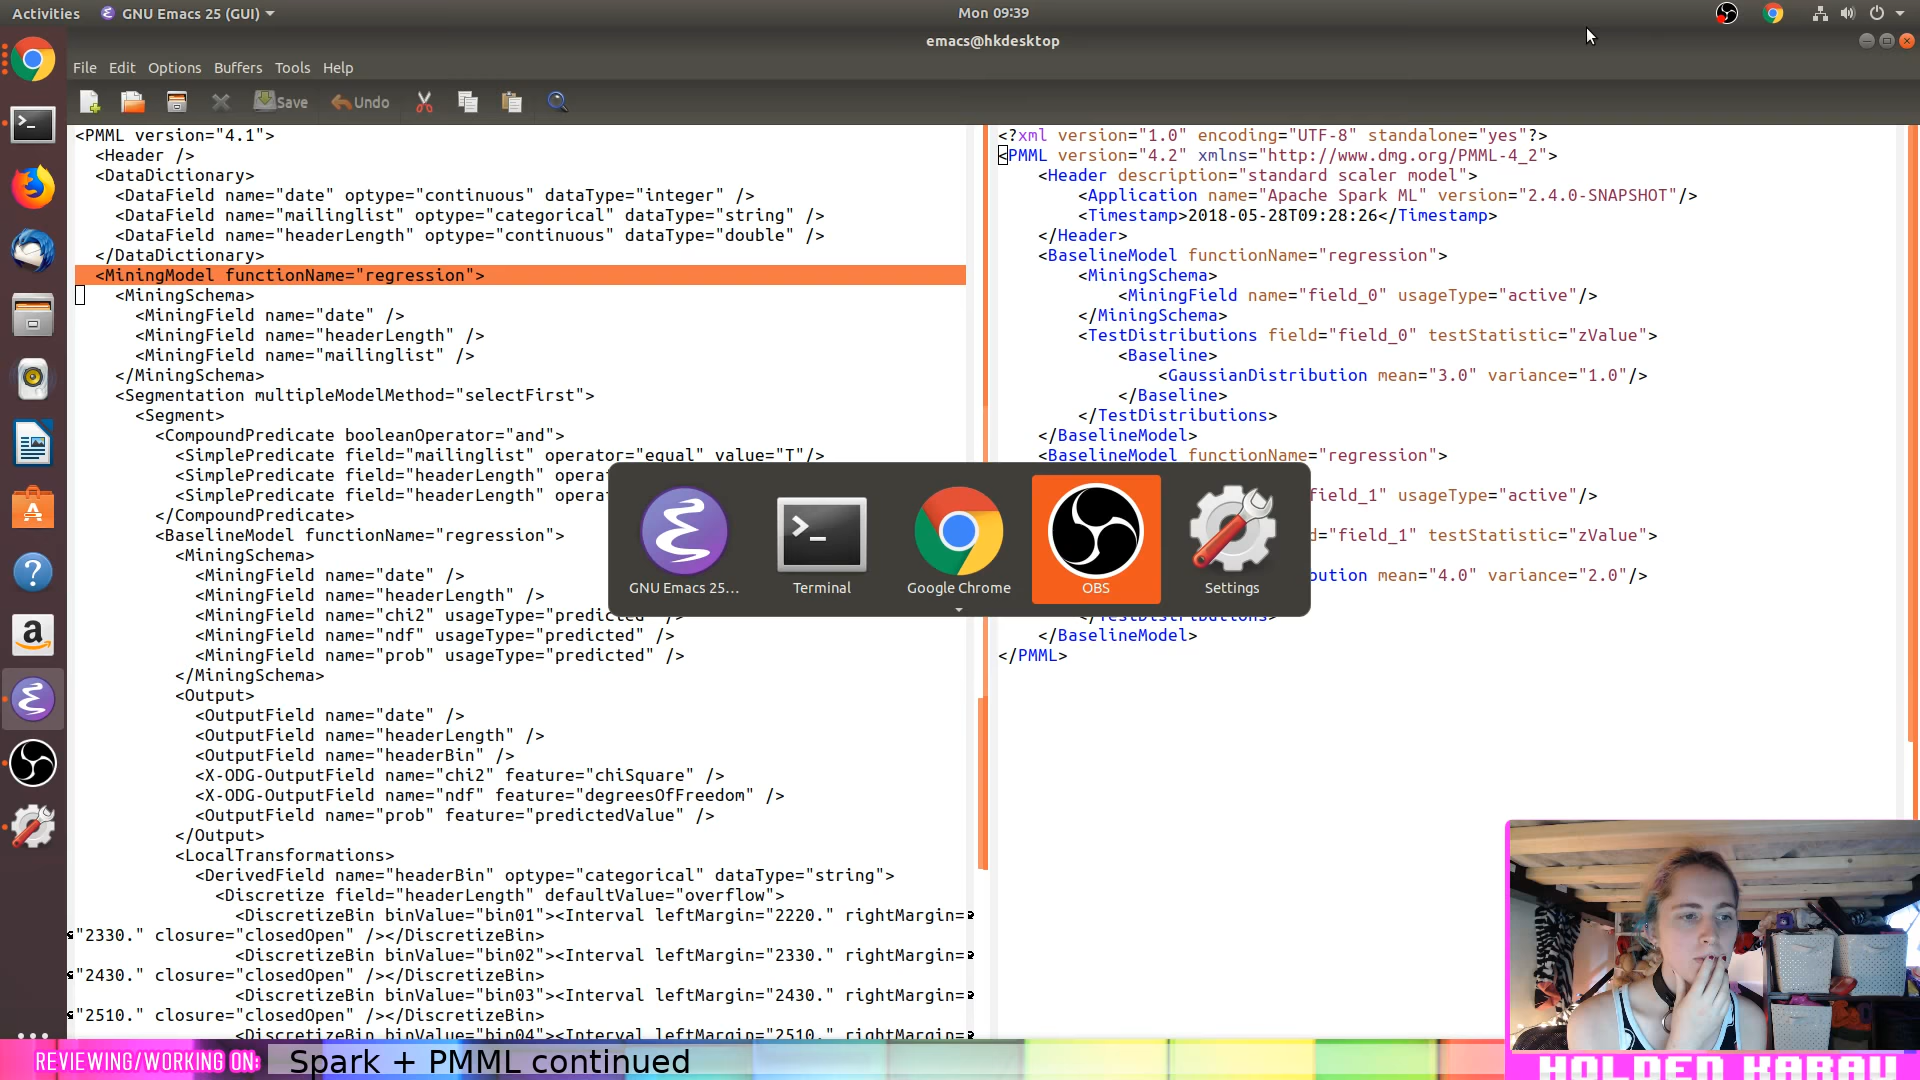 Activities
GNU Emacs 25 (GUI)
Mon 09:39
emacs@hkdesktop
File Edit Options Buffers Tools Help
Save
Undo
<PMML version="4.1">
<Header />
<DataDictionary>
<DataField name="date" optype="continuous" dataType="integer" />
<DataField name="mailinglist" optype="categorical" dataType="string" />
<DataField name="headerLength" optype="continuous" dataType="double" />
</DataDictionary>
<MiningModel functionName="regression">
<MiningSchema>
<MiningField name="date" />
<MiningField name="headerLength" />
<MiningField name="mailinglist" />
</MiningSchema>
<Segmentation multipleModelMethod="selectFirst">
<Segment>
<CompoundPredicate booleanOperator="and">
<SimplePredicate field="mailinglist" operator="equal" value="T"/>
<SimplePredicate field="headerLength" opera
<SimplePredicate field="headerLength" opera
</CompoundPredicate>
<BaselineModel functionName="regression">
<MiningSchema>
<MiningField name="date" />
<MiningField name="headerLength" />
<MiningField name="chi2" usageType="predicted" />
<MiningField name="ndf" usageType="predicted" />
<MiningField name="prob" usageType="predicted" />
</MiningSchema>
<Output>
<OutputField name="date" />
<OutputField name="headerLength" />
<OutputField name="headerBin" />
<X-ODG-OutputField name="chi2" feature="chiSquare" />
<X-ODG-OutputField name="ndf" feature="degreesOfFreedom" />
<OutputField name="prob" feature="predictedValue" />
</Output>
<LocalTransformations>
<DerivedField name="headerBin" optype="categorical" dataType="string">
<Discretize field="headerLength" defaultValue="overflow">
<DiscretizeBin binValue="bin01"><Interval leftMargin="2220." rightMargin=
"2330." closure="closedOpen" /></DiscretizeBin>
<DiscretizeBin binValue="bin02"><Interval leftMargin="2330." rightMargin=
"2430." closure="closedOpen" /></DiscretizeBin>
<DiscretizeBin binValue="bin03"><Interval leftMargin="2430." rightMargin=
"2510." closure="closedOpen" /></DiscretizeBin>
<DiscretizeBin binValue="bin04"><Interval leftMargin="2510." rightMargin=
<?xml version="1.0" encoding="UTF-8" standalone="yes"?>
<PMML version="4.2" xmlns="http://www.dmg.org/PMML-4_2">
<Header description="standard scaler model">
<Application name="Apache Spark ML" version="2.4.0-SNAPSHOT"/>
<Timestamp>2018-05-28T09:28:26</Timestamp>
</Header>
<BaselineModel functionName="regression">
<MiningSchema>
<MiningField name="field_0" usageType="active"/>
</MiningSchema>
<TestDistributions field="field_0" testStatistic="zValue">
<Baseline>
<GaussianDistribution mean="3.0" variance="1.0"/>
</Baseline>
</TestDistributions>
</BaselineModel>
<BaselineModel functionName="regression">
field_1" usageType="active"/>
d="field_1" testStatistic="zValue">
bution mean="4.0" variance="2.0"/>
</TestDistributions>
</BaselineModel>
</PMML>
GNU Emacs 25...
Terminal
Google Chrome
OBS
Settings
REVIEWING/WORKING ON:
Spark + PMML continued
HOLDEN KARAU